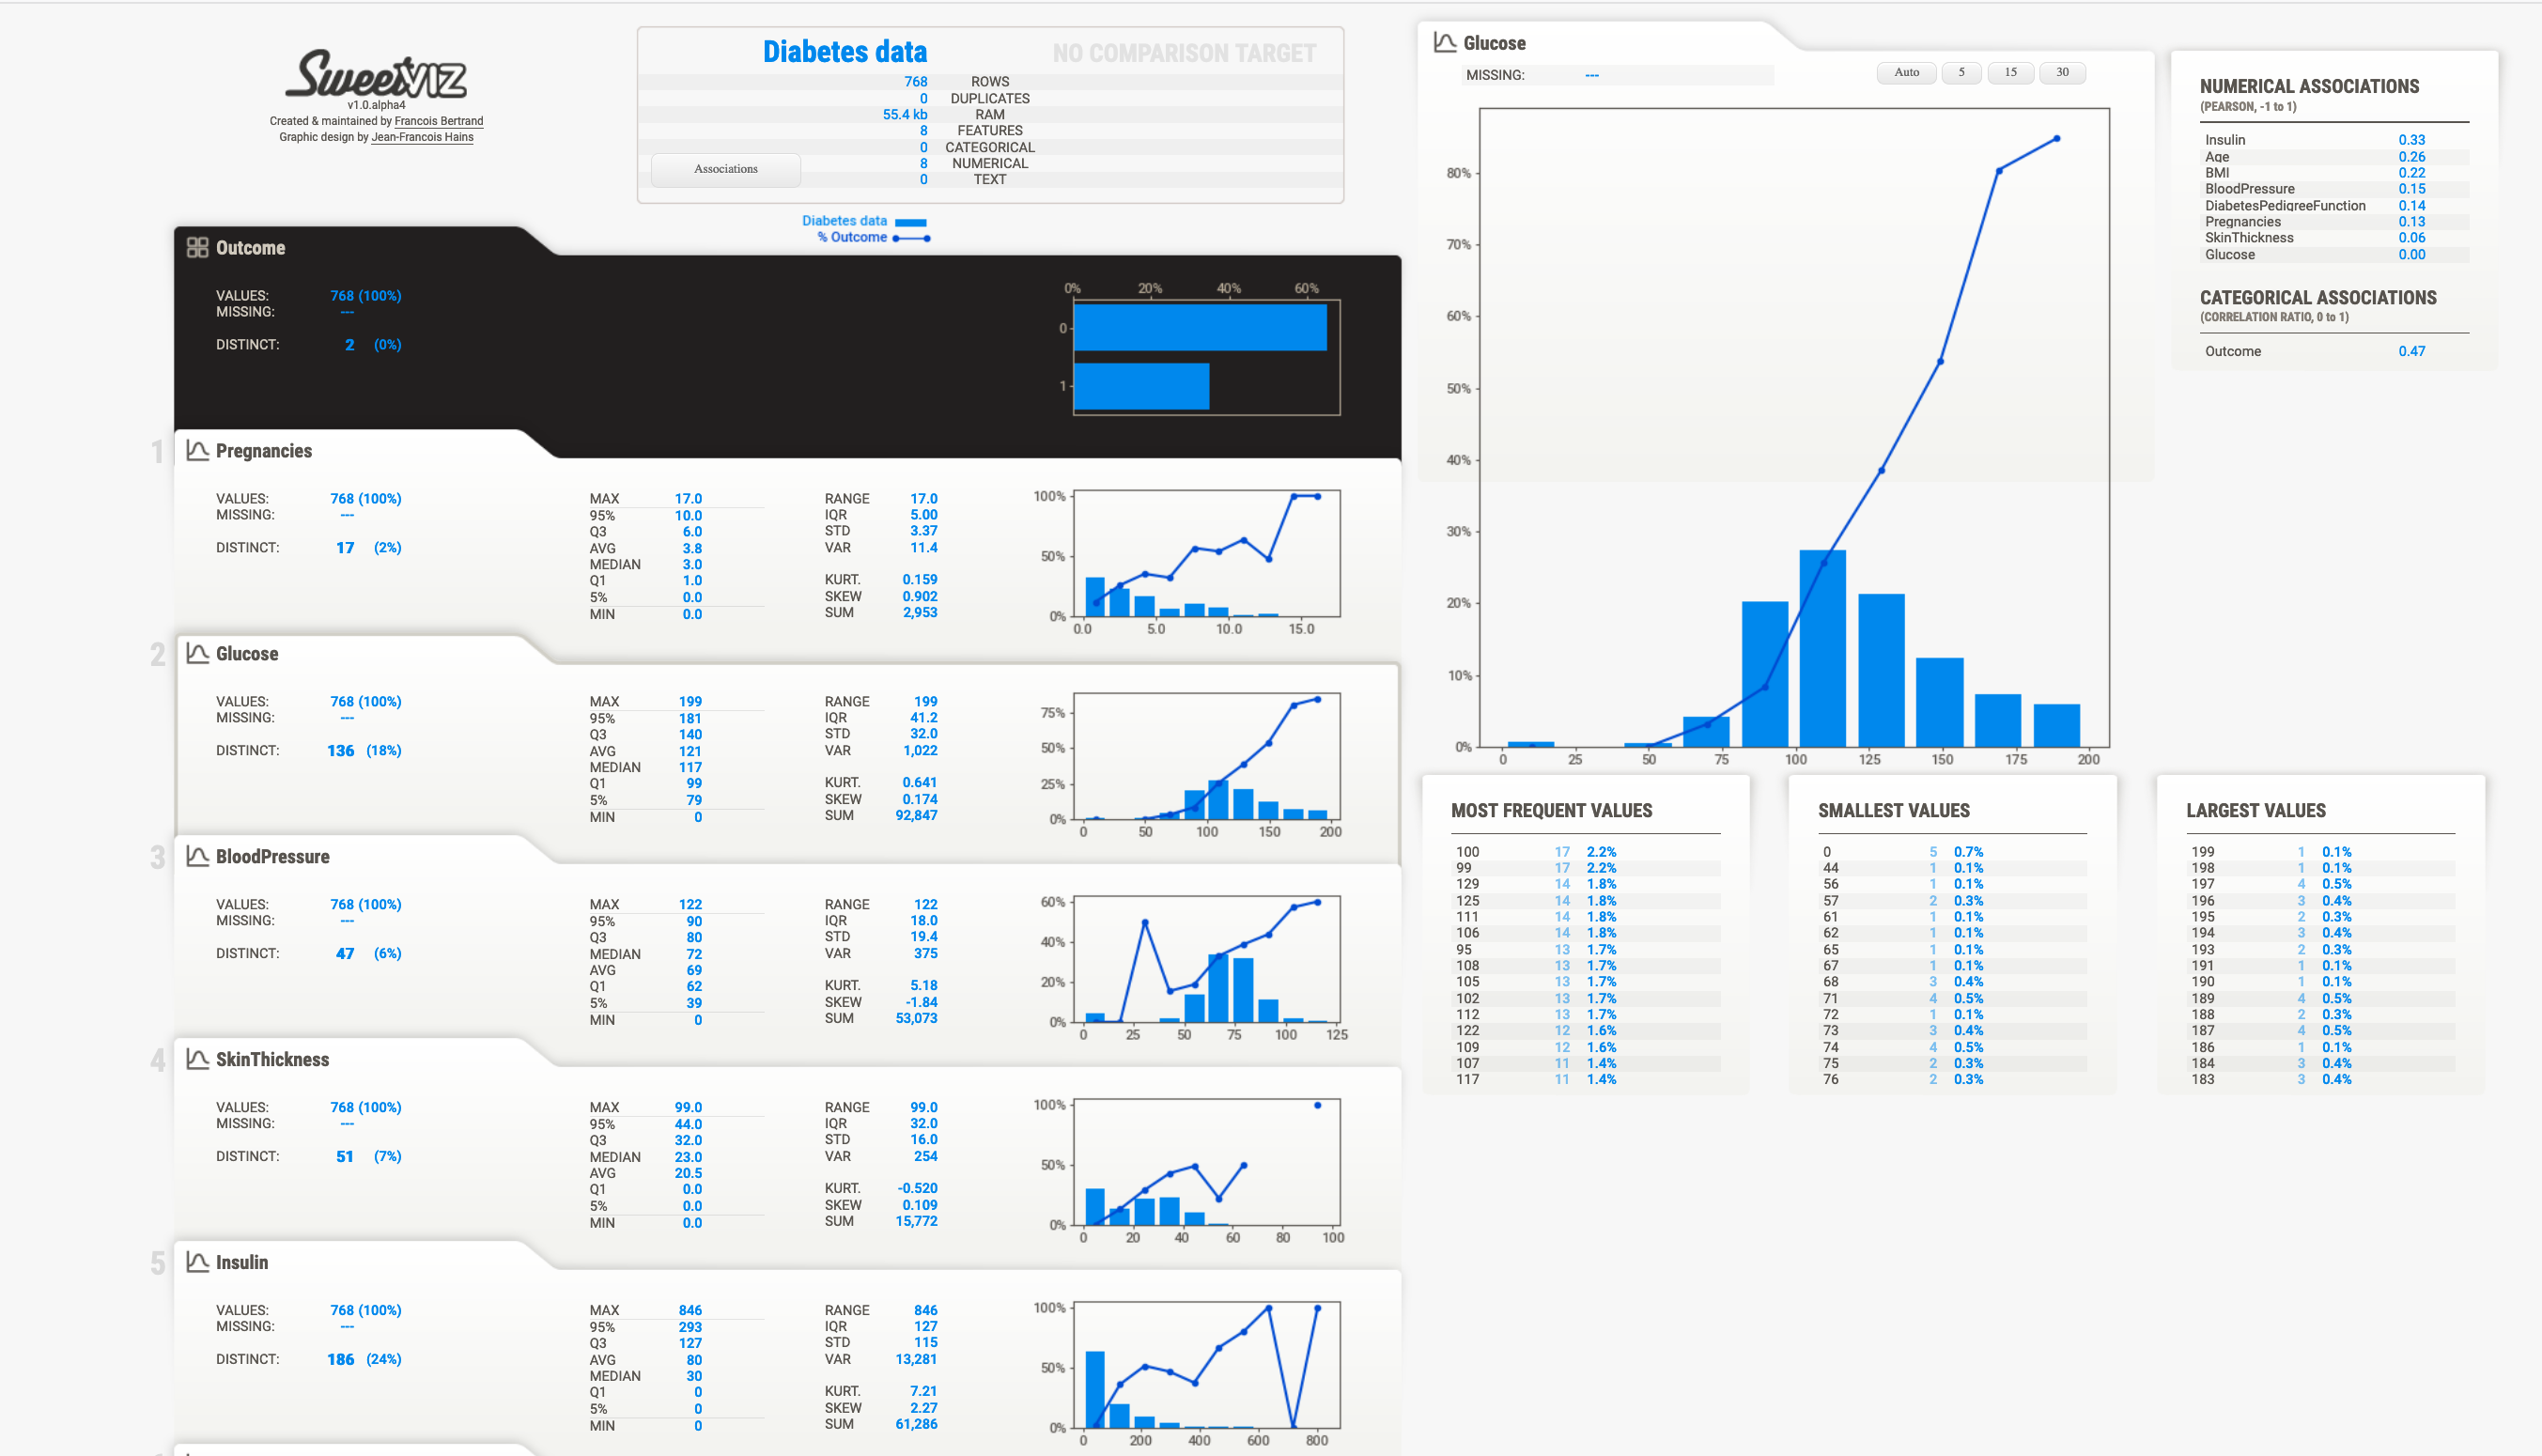 SweetVIZ
v1.0.alpha4
Created & maintained by Francois Bertrand
Graphic design by Jean-Francois Hains
Diabetes data NO COMPARISON TARGET
768 ROWS
0 DUPLICATES
55.4 kb RAM
8 FEATURES
0 CATEGORICAL
8 NUMERICAL
0 TEXT
Associations
Diabetes data
% Outcome
Outcome
VALUES: 768 (100%)
MISSING: ---
DISTINCT: 2 (0%)
0% 20% 40% 60%
0
1
1
Pregnancies
VALUES: 768 (100%)
MISSING: ---
DISTINCT: 17 (2%)
MAX 17.0
95% 10.0
Q3 6.0
AVG 3.8
MEDIAN 3.0
Q1 1.0
5% 0.0
MIN 0.0
RANGE 17.0
IQR 5.00
STD 3.37
VAR 11.4
KURT. 0.159
SKEW 0.902
SUM 2,953
100%
50%
0%
0.0 5.0 10.0 15.0
2
Glucose
VALUES: 768 (100%)
MISSING: ---
DISTINCT: 136 (18%)
MAX 199
95% 181
Q3 140
AVG 121
MEDIAN 117
Q1 99
5% 79
MIN 0
RANGE 199
IQR 41.2
STD 32.0
VAR 1,022
KURT. 0.641
SKEW 0.174
SUM 92,847
75%
50%
25%
0%
0 50 100 150 200
3
BloodPressure
VALUES: 768 (100%)
MISSING: ---
DISTINCT: 47 (6%)
MAX 122
95% 90
Q3 80
MEDIAN 72
AVG 69
Q1 62
5% 39
MIN 0
RANGE 122
IQR 18.0
STD 19.4
VAR 375
KURT. 5.18
SKEW -1.84
SUM 53,073
60%
40%
20%
0%
0 25 50 75 100 125
4
SkinThickness
VALUES: 768 (100%)
MISSING: ---
DISTINCT: 51 (7%)
MAX 99.0
95% 44.0
Q3 32.0
MEDIAN 23.0
AVG 20.5
Q1 0.0
5% 0.0
MIN 0.0
RANGE 99.0
IQR 32.0
STD 16.0
VAR 254
KURT. -0.520
SKEW 0.109
SUM 15,772
100%
50%
0%
0 20 40 60 80 100
5
Insulin
VALUES: 768 (100%)
MISSING: ---
DISTINCT: 186 (24%)
MAX 846
95% 293
Q3 127
AVG 80
MEDIAN 30
Q1 0
5% 0
MIN 0
RANGE 846
IQR 127
STD 115
VAR 13,281
KURT. 7.21
SKEW 2.27
SUM 61,286
100%
50%
0%
0 200 400 600 800
Glucose
MISSING: ---
Auto 5 15 30
80%
70%
60%
50%
40%
30%
20%
10%
0%
0 25 50 75 100 125 150 175 200
NUMERICAL ASSOCIATIONS
(PEARSON, -1 to 1)
Insulin 0.33
Age 0.26
BMI 0.22
BloodPressure 0.15
DiabetesPedigreeFunction 0.14
Pregnancies 0.13
SkinThickness 0.06
Glucose 0.00
CATEGORICAL ASSOCIATIONS
(CORRELATION RATIO, 0 to 1)
Outcome 0.47
MOST FREQUENT VALUES
100 17 2.2%
99 17 2.2%
129 14 1.8%
125 14 1.8%
111 14 1.8%
106 14 1.8%
95 13 1.7%
108 13 1.7%
105 13 1.7%
102 13 1.7%
112 13 1.7%
122 12 1.6%
109 12 1.6%
107 11 1.4%
117 11 1.4%
SMALLEST VALUES
0 5 0.7%
44 1 0.1%
56 1 0.1%
57 2 0.3%
61 1 0.1%
62 1 0.1%
65 1 0.1%
67 1 0.1%
68 3 0.4%
71 4 0.5%
72 1 0.1%
73 3 0.4%
74 4 0.5%
75 2 0.3%
76 2 0.3%
LARGEST VALUES
199 1 0.1%
198 1 0.1%
197 4 0.5%
196 3 0.4%
195 2 0.3%
194 3 0.4%
193 2 0.3%
191 1 0.1%
190 1 0.1%
189 4 0.5%
188 2 0.3%
187 4 0.5%
186 1 0.1%
184 3 0.4%
183 3 0.4%